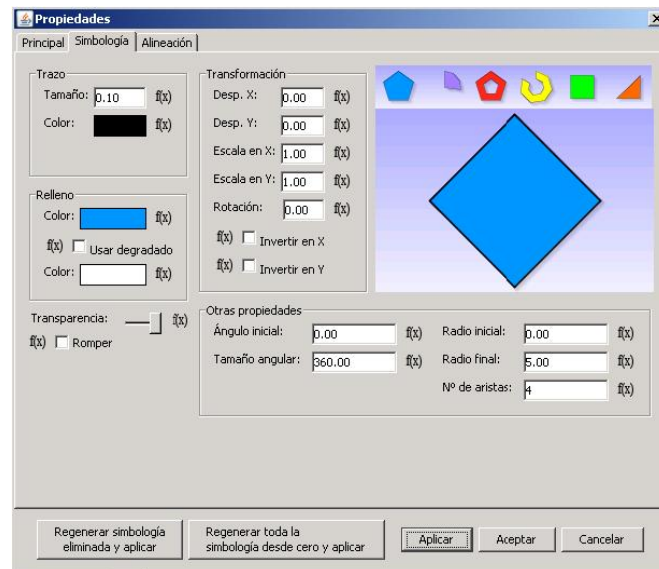 Propiedades
Principal
Simbología
Alineación
Trazo
Tamaño: 0.10 f(x)
Color: f(x)
Relleno
Color: f(x)
f(x) Usar degradado
Color: f(x)
Transparencia: f(x)
f(x) Romper
Transformación
Desp. X: 0.00 f(x)
Desp. Y: 0.00 f(x)
Escala en X: 1.00 f(x)
Escala en Y: 1.00 f(x)
Rotación: 0.00 f(x)
f(x) Invertir en X
f(x) Invertir en Y
Otras propiedades
Ángulo inicial: 0.00 f(x)
Radio inicial: 0.00 f(x)
Tamaño angular: 360.00 f(x)
Radio final: 5.00 f(x)
Nº de aristas: 4 f(x)
Regenerar simbología
eliminada y aplicar
Regenerar toda la
simbología desde cero y aplicar
Aplicar
Aceptar
Cancelar